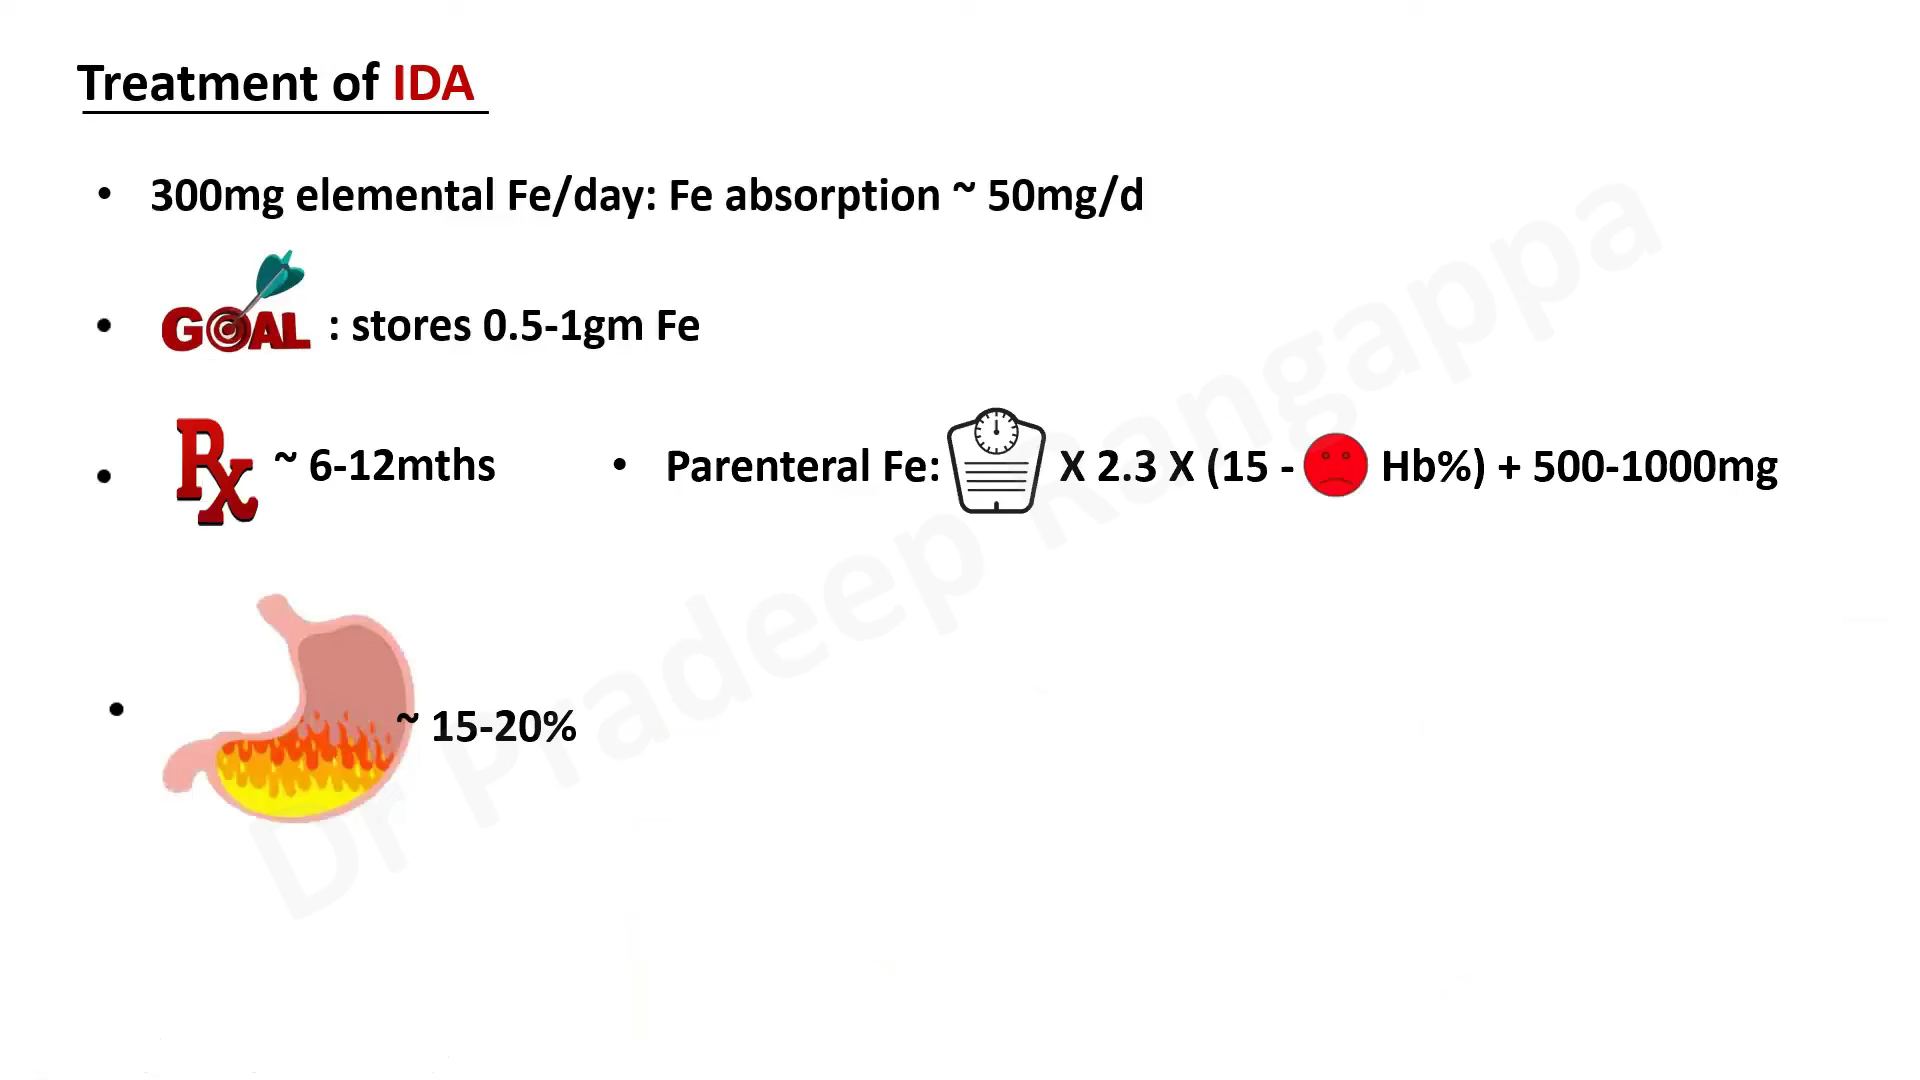 Treatment of IDA
• 300mg elemental Fe/day: Fe absorption ~ 50mg/d
• GOAL : stores 0.5-1gm Fe
• Rx ~ 6-12mths
• Parenteral Fe: X 2.3 X (15 - Hb%) + 500-1000mg
• ~ 15-20%
Dr Pradeep Rangappa